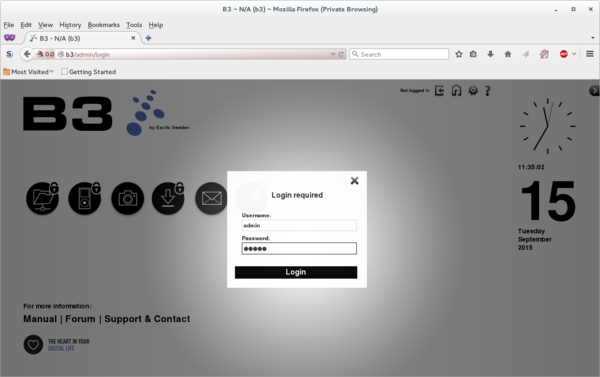 B3 - N/A (b3) - Mozilla Firefox (Private Browsing)
File Edit View History Bookmarks Tools Help
B3 - N/A (b3)
0.0 b3/admin/login
Search
Most Visited
Getting Started
Not logged in
B3
by Excito Sweden
11:35:02
15
Tuesday
September
2015
Login required
Username:
admin
Password:
Login
For more information:
Manual | Forum | Support & Contact
THE HEART IN YOUR
DIGITAL LIFE